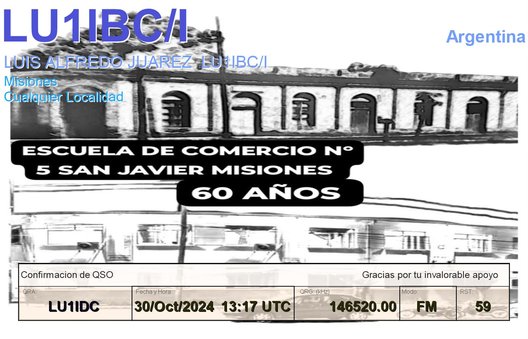 LU1IBC/I
Argentina
LUIS ALFREDO JUAREZ LU1IBC/I
Misiones
Cualquier Localidad
ESCUELA DE COMERCIO Nº
5 SAN JAVIER MISIONES
60 AÑOS
Confirmacion de QSO
Gracias por tu invalorable apoyo
QRA: Fecha y Hora QRG: (kHz) Modo RST:
LU1IDC 30/Oct/2024 13:17 UTC 146520.00 FM 59